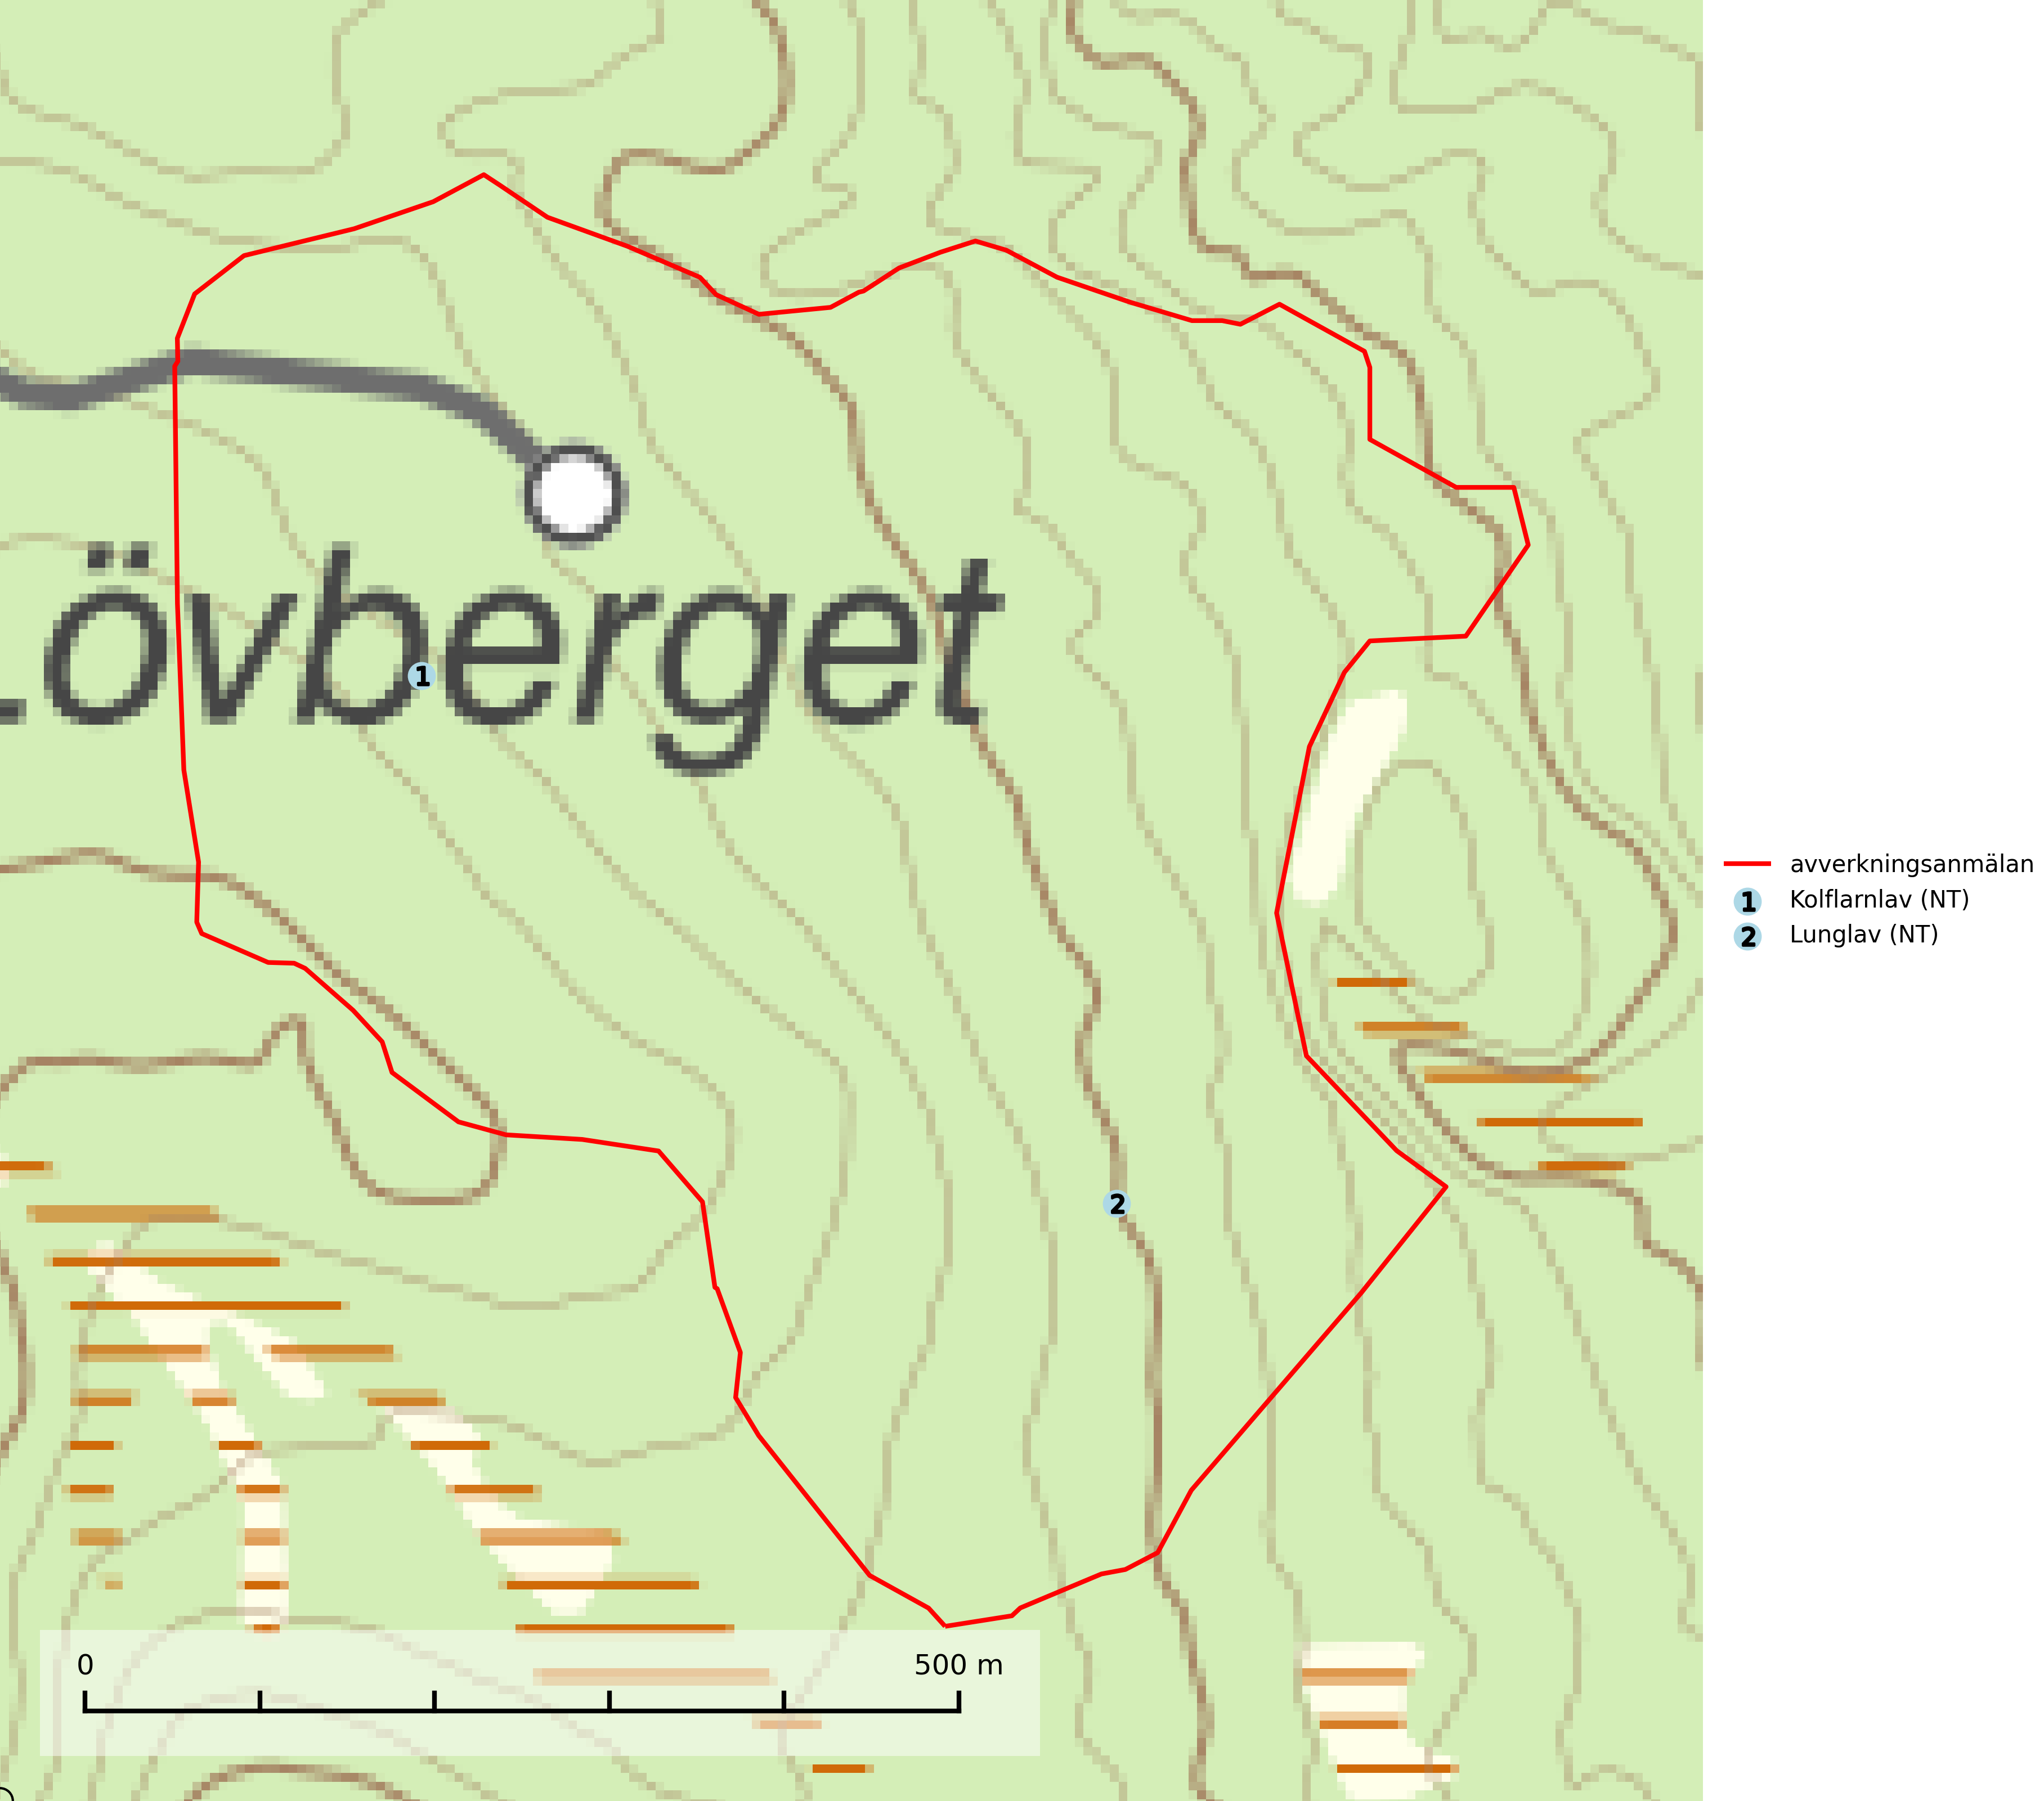 Lövberget
1
2
avverkningsanmälan
1 Kolflarnlav (NT)
2 Lunglav (NT)
0 500 m